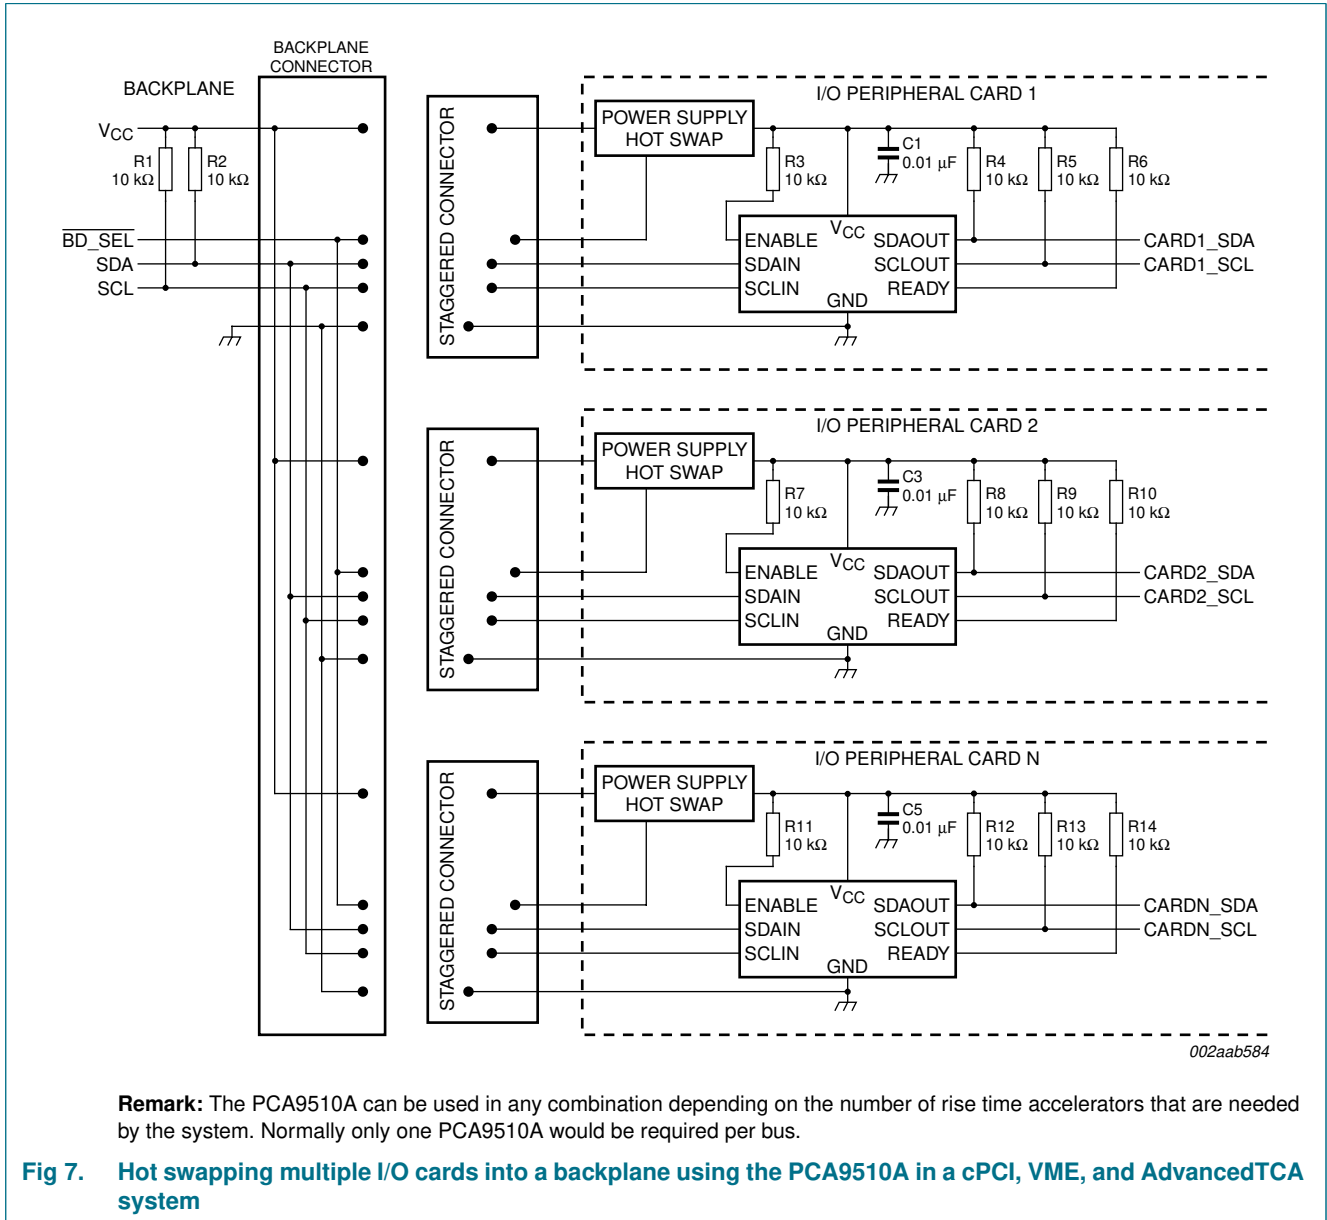 BACKPLANE
CONNECTOR
BACKPLANE
VCC
R1
10 kΩ
R2
10 kΩ
BD_SEL
SDA
SCL
STAGGERED CONNECTOR
I/O PERIPHERAL CARD 1
POWER SUPPLY
HOT SWAP
R3
10 kΩ
C1
0.01 μF
R4
10 kΩ
R5
10 kΩ
R6
10 kΩ
VCC
ENABLE
SDAIN
SCLIN
SDAOUT
SCLOUT
READY
GND
CARD1_SDA
CARD1_SCL
STAGGERED CONNECTOR
I/O PERIPHERAL CARD 2
POWER SUPPLY
HOT SWAP
R7
10 kΩ
C3
0.01 μF
R8
10 kΩ
R9
10 kΩ
R10
10 kΩ
VCC
ENABLE
SDAIN
SCLIN
SDAOUT
SCLOUT
READY
GND
CARD2_SDA
CARD2_SCL
STAGGERED CONNECTOR
I/O PERIPHERAL CARD N
POWER SUPPLY
HOT SWAP
R11
10 kΩ
C5
0.01 μF
R12
10 kΩ
R13
10 kΩ
R14
10 kΩ
VCC
ENABLE
SDAIN
SCLIN
SDAOUT
SCLOUT
READY
GND
CARDN_SDA
CARDN_SCL
002aab584
Remark: The PCA9510A can be used in any combination depending on the number of rise time accelerators that are needed
by the system. Normally only one PCA9510A would be required per bus.
Fig 7. Hot swapping multiple I/O cards into a backplane using the PCA9510A in a cPCI, VME, and AdvancedTCA
system